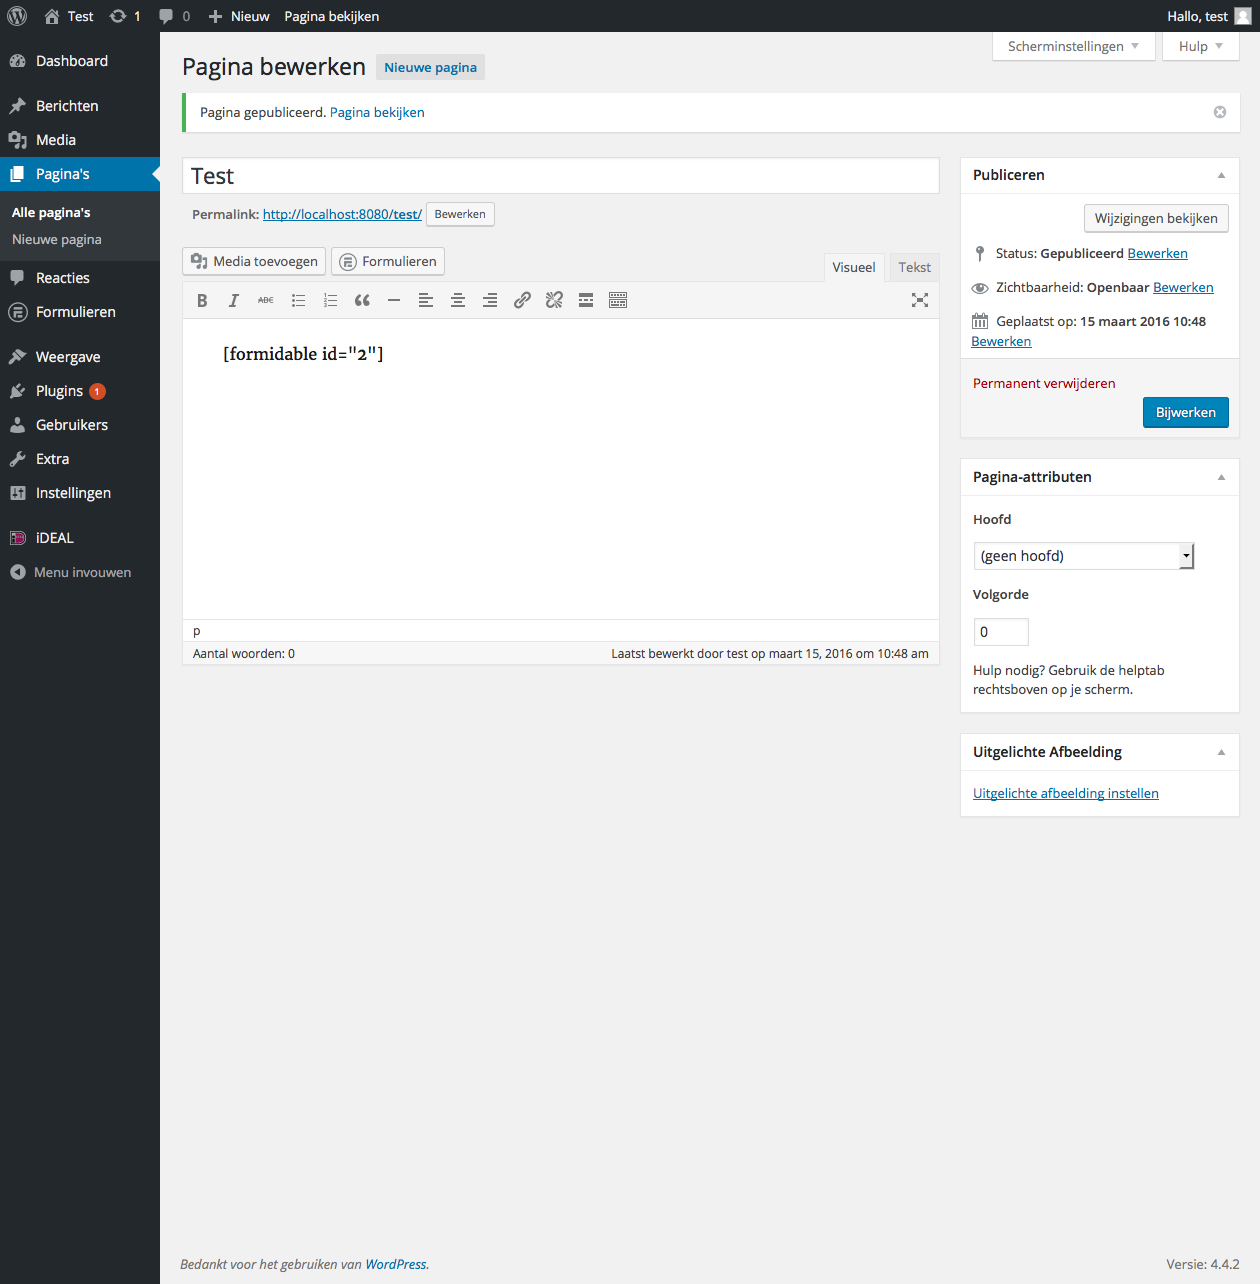 Test 1 0 Nieuw Pagina bekijken Hallo, test
Dashboard
Berichten
Media
Pagina's
Alle pagina's
Nieuwe pagina
Reacties
Formulieren
Weergave
Plugins 1
Gebruikers
Extra
Instellingen
iDEAL
Menu invouwen
Scherminstellingen Hulp
Pagina bewerken Nieuwe pagina
Pagina gepubliceerd. Pagina bekijken
Test
Permalink: http://localhost:8080/test/ Bewerken
Media toevoegen Formulieren Visueel Tekst
B I ABC
[formidable id="2"]
p
Aantal woorden: 0 Laatst bewerkt door test op maart 15, 2016 om 10:48 am
Publiceren
Wijzigingen bekijken
Status: Gepubliceerd Bewerken
Zichtbaarheid: Openbaar Bewerken
Geplaatst op: 15 maart 2016 10:48
Bewerken
Permanent verwijderen
Bijwerken
Pagina-attributen
Hoofd
(geen hoofd)
Volgorde
0
Hulp nodig? Gebruik de helptab
rechtsboven op je scherm.
Uitgelichte Afbeelding
Uitgelichte afbeelding instellen
Bedankt voor het gebruiken van WordPress. Versie: 4.4.2